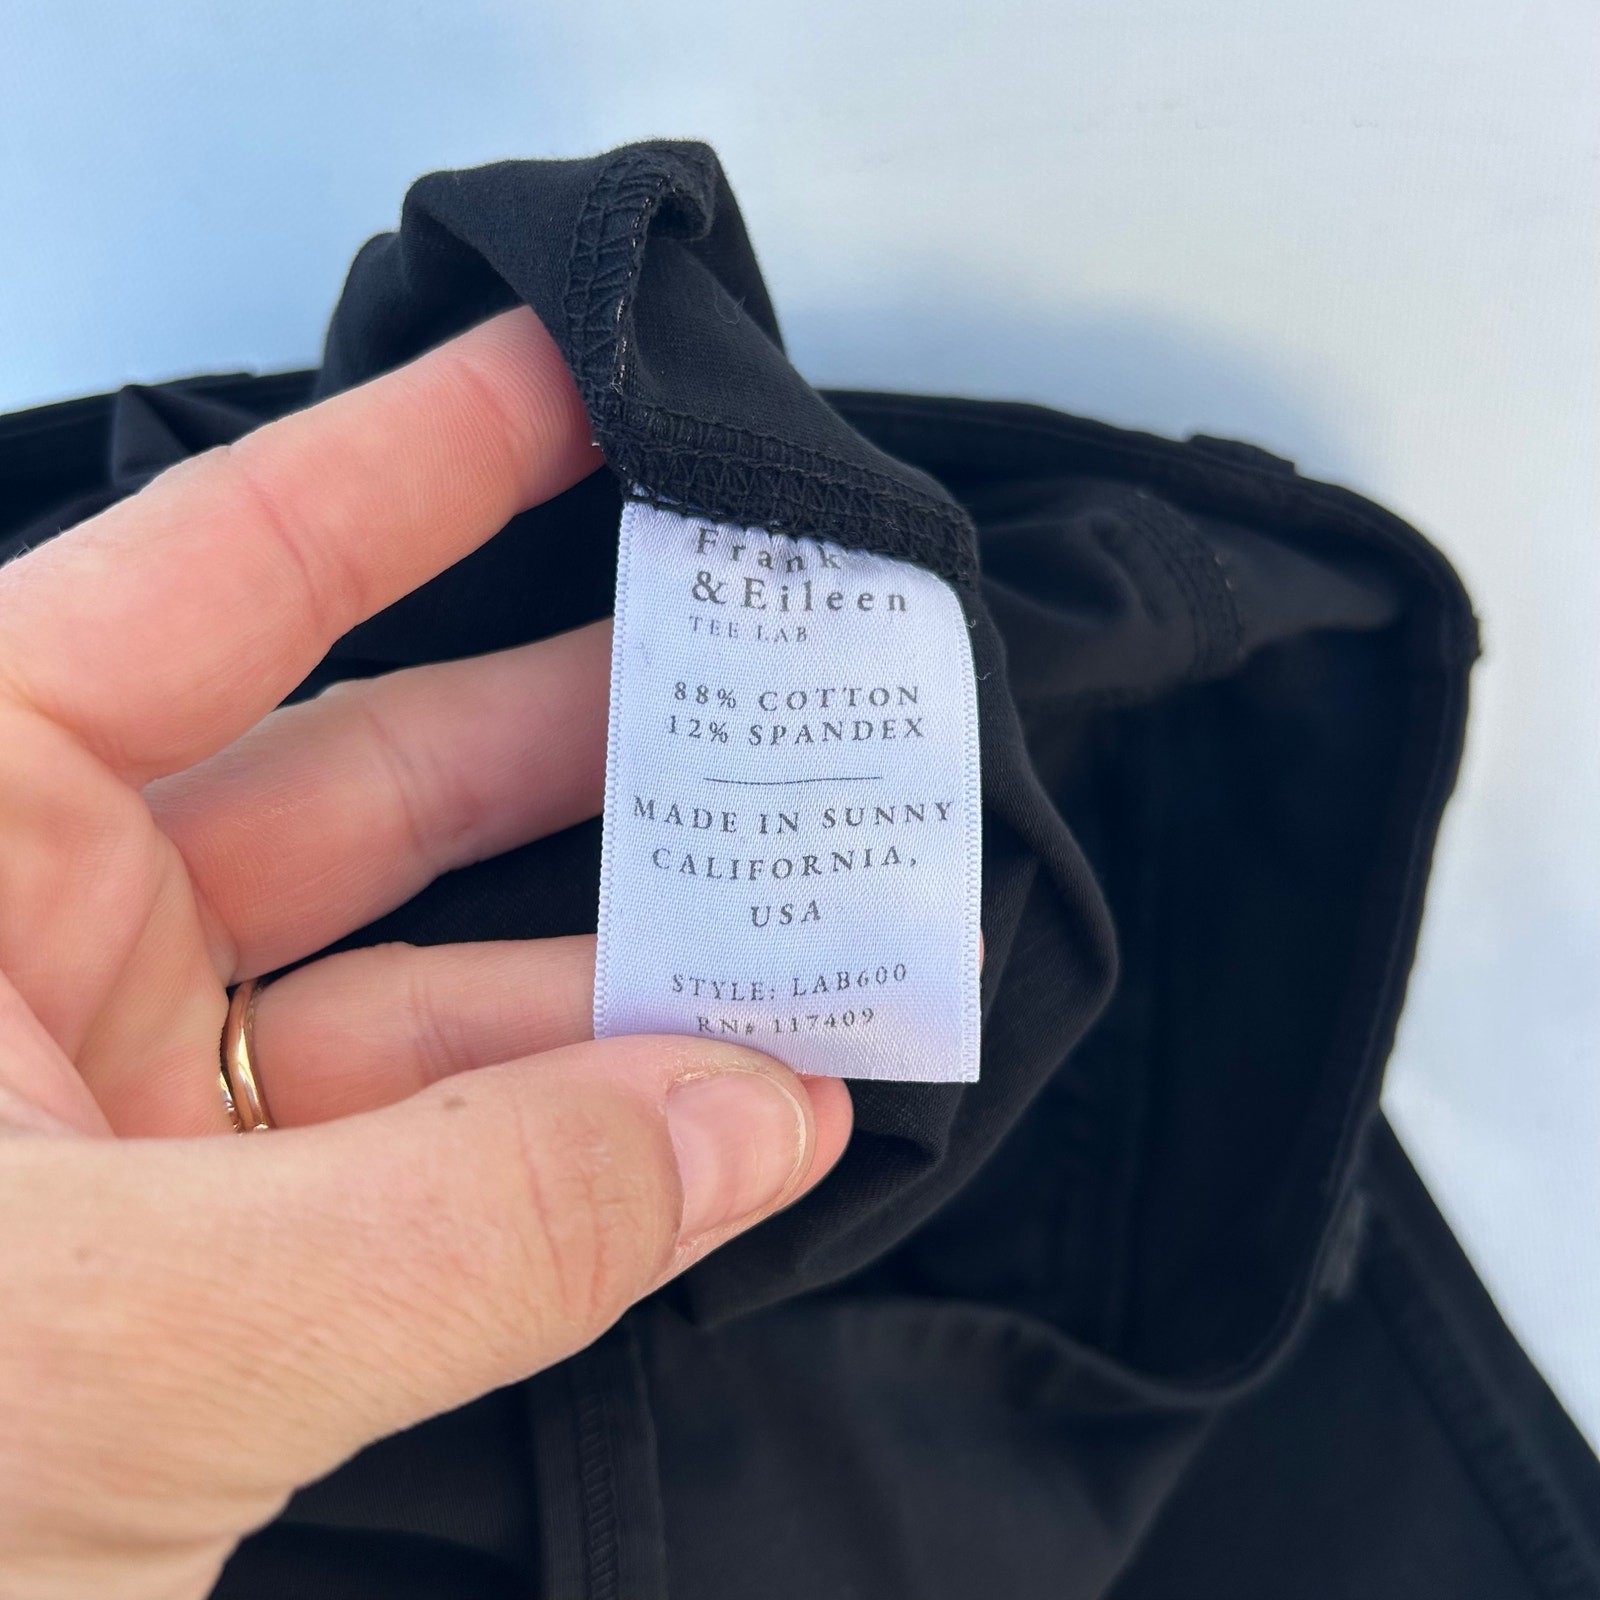 Frank
& Eileen
TEE LAB
88% COTTON
12% SPANDEX
MADE IN SUNNY
CALIFORNIA,
USA
STYLE: LAB600
RN# 117409